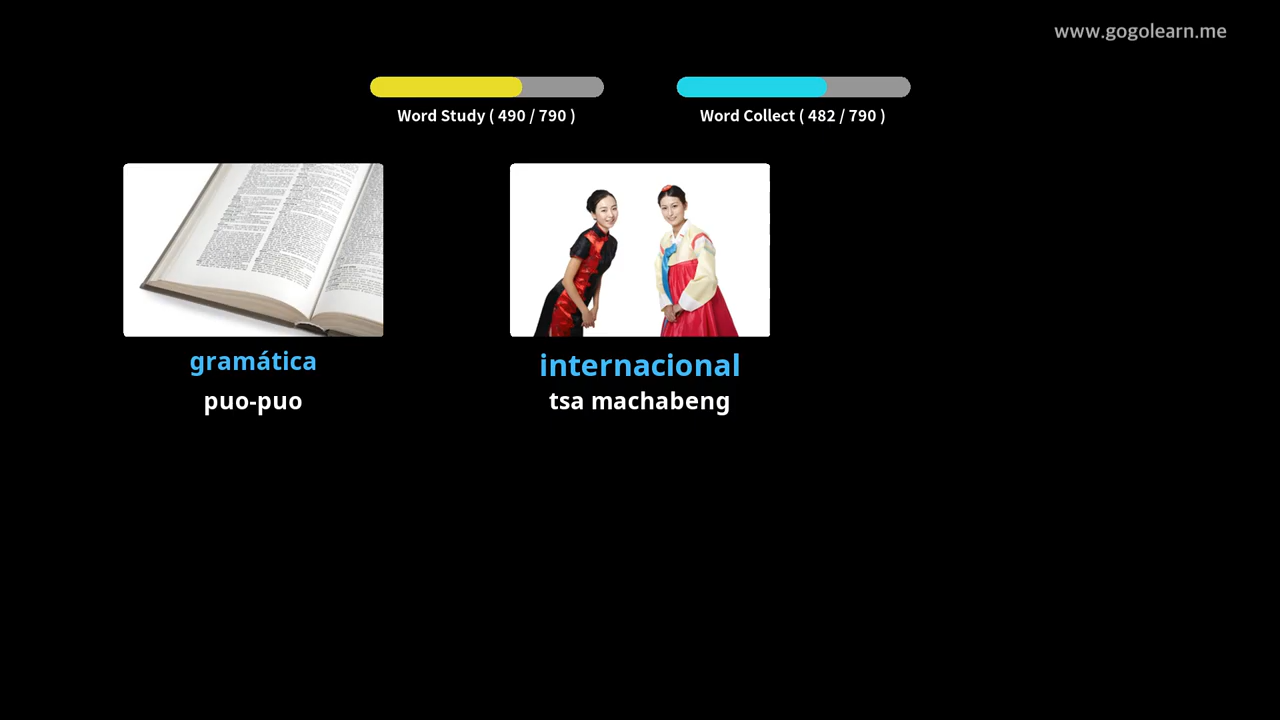 www.gogolearn.me
Word Study ( 490 / 790 )
Word Collect ( 482 / 790 )
gramática
puo-puo
internacional
tsa machabeng